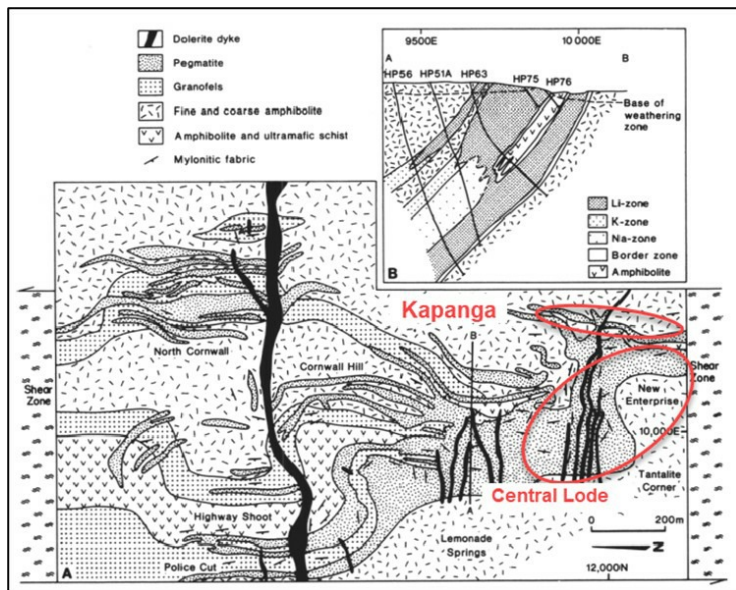 Dolerite dyke
Pegmatite
Granofels
Fine and coarse amphibolite
Amphibolite and ultramafic schist
Mylonitic fabric
9500E
10 000E
A
B
HP56
HP51A
HP63
HP75
HP76
Base of
weathering
zone
Li-zone
K-zone
Na-zone
Border zone
Amphibolite
B
Kapanga
North Cornwall
Cornwall Hill
B
Shear
Zone
Shear
Zone
New
Enterprise
10,000E
Central Lode
Tantalite
Corner
Highway Shoot
A
Lemonade
Springs
0
200m
N
Police Cut
A
12,000N